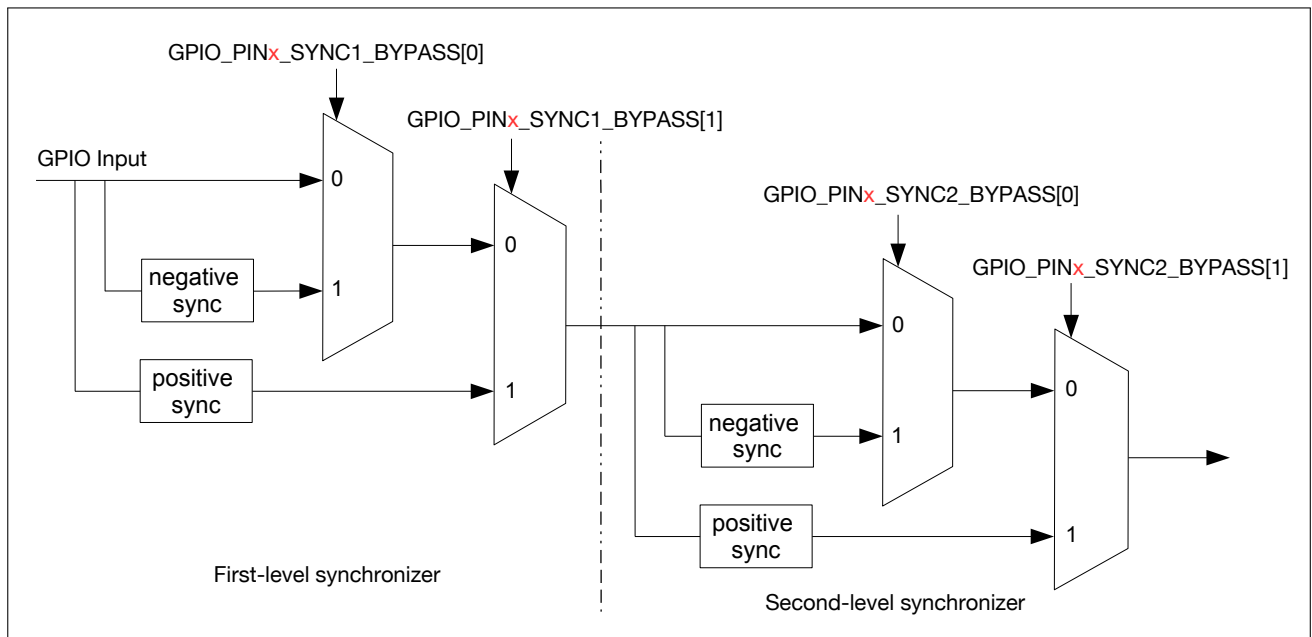 GPIO_PINx_SYNC1_BYPASS[0]
GPIO_PINx_SYNC1_BYPASS[1]
GPIO Input
0
0
negative
sync
1
positive
sync
1
First-level synchronizer
GPIO_PINx_SYNC2_BYPASS[0]
GPIO_PINx_SYNC2_BYPASS[1]
0
0
negative
sync
1
positive
sync
1
Second-level synchronizer